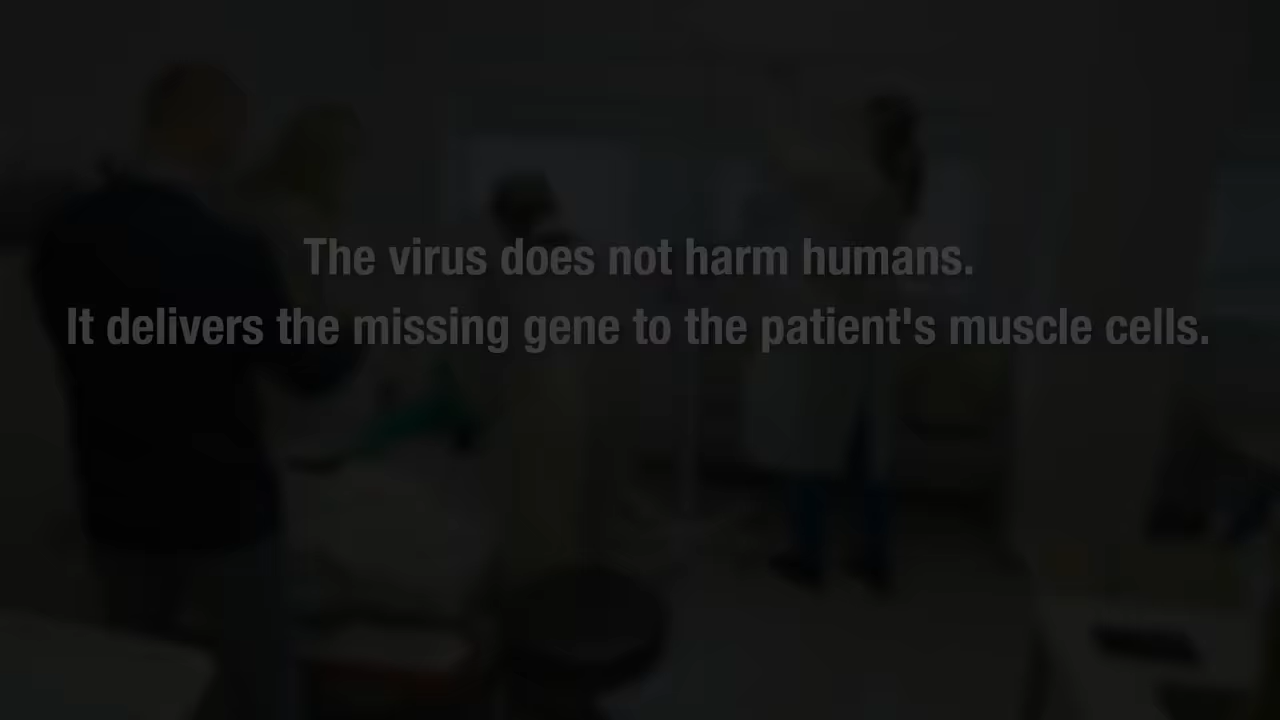 The virus does not harm humans.
It delivers the missing gene to the patient's muscle cells.